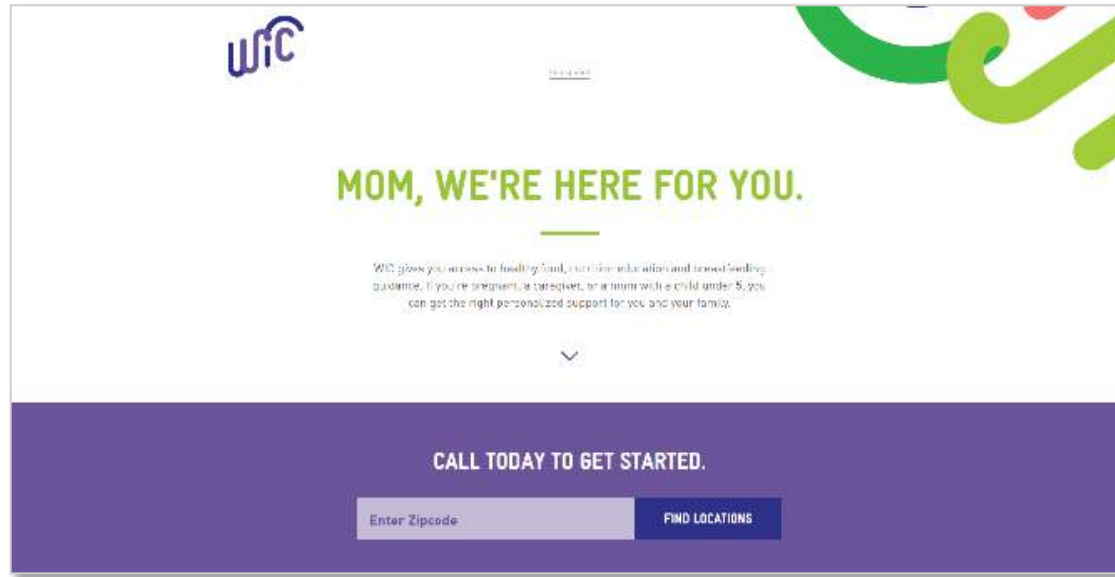 WiC
MOM, WE'RE HERE FOR YOU.
WIC gives you access to healthy food, nutrition education and breastfeeding
guidance. If you're pregnant, a caregiver, or a mom with a child under 5, you
can get the right personalized support for you and your family.
CALL TODAY TO GET STARTED.
Enter Zipcode
FIND LOCATIONS